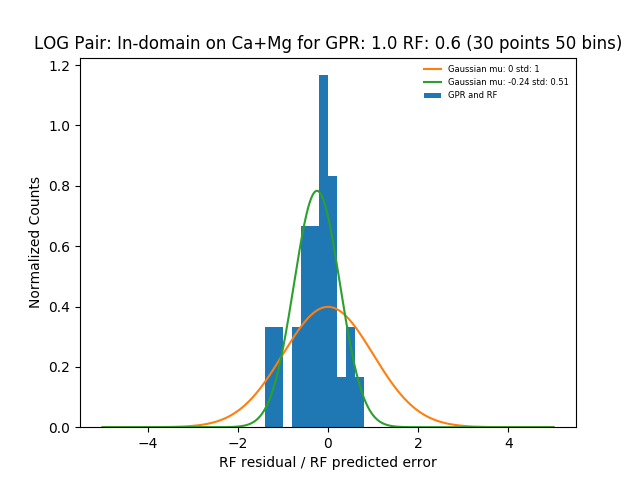 LOG Pair: In-domain on Ca+Mg for GPR: 1.0 RF: 0.6 (30 points 50 bins)
Gaussian mu: 0 std: 1
Gaussian mu: -0.24 std: 0.51
GPR and RF
Normalized Counts
1.2
1.0
0.8
0.6
0.4
0.2
0.0
−4 −2 0 2 4
RF residual / RF predicted error